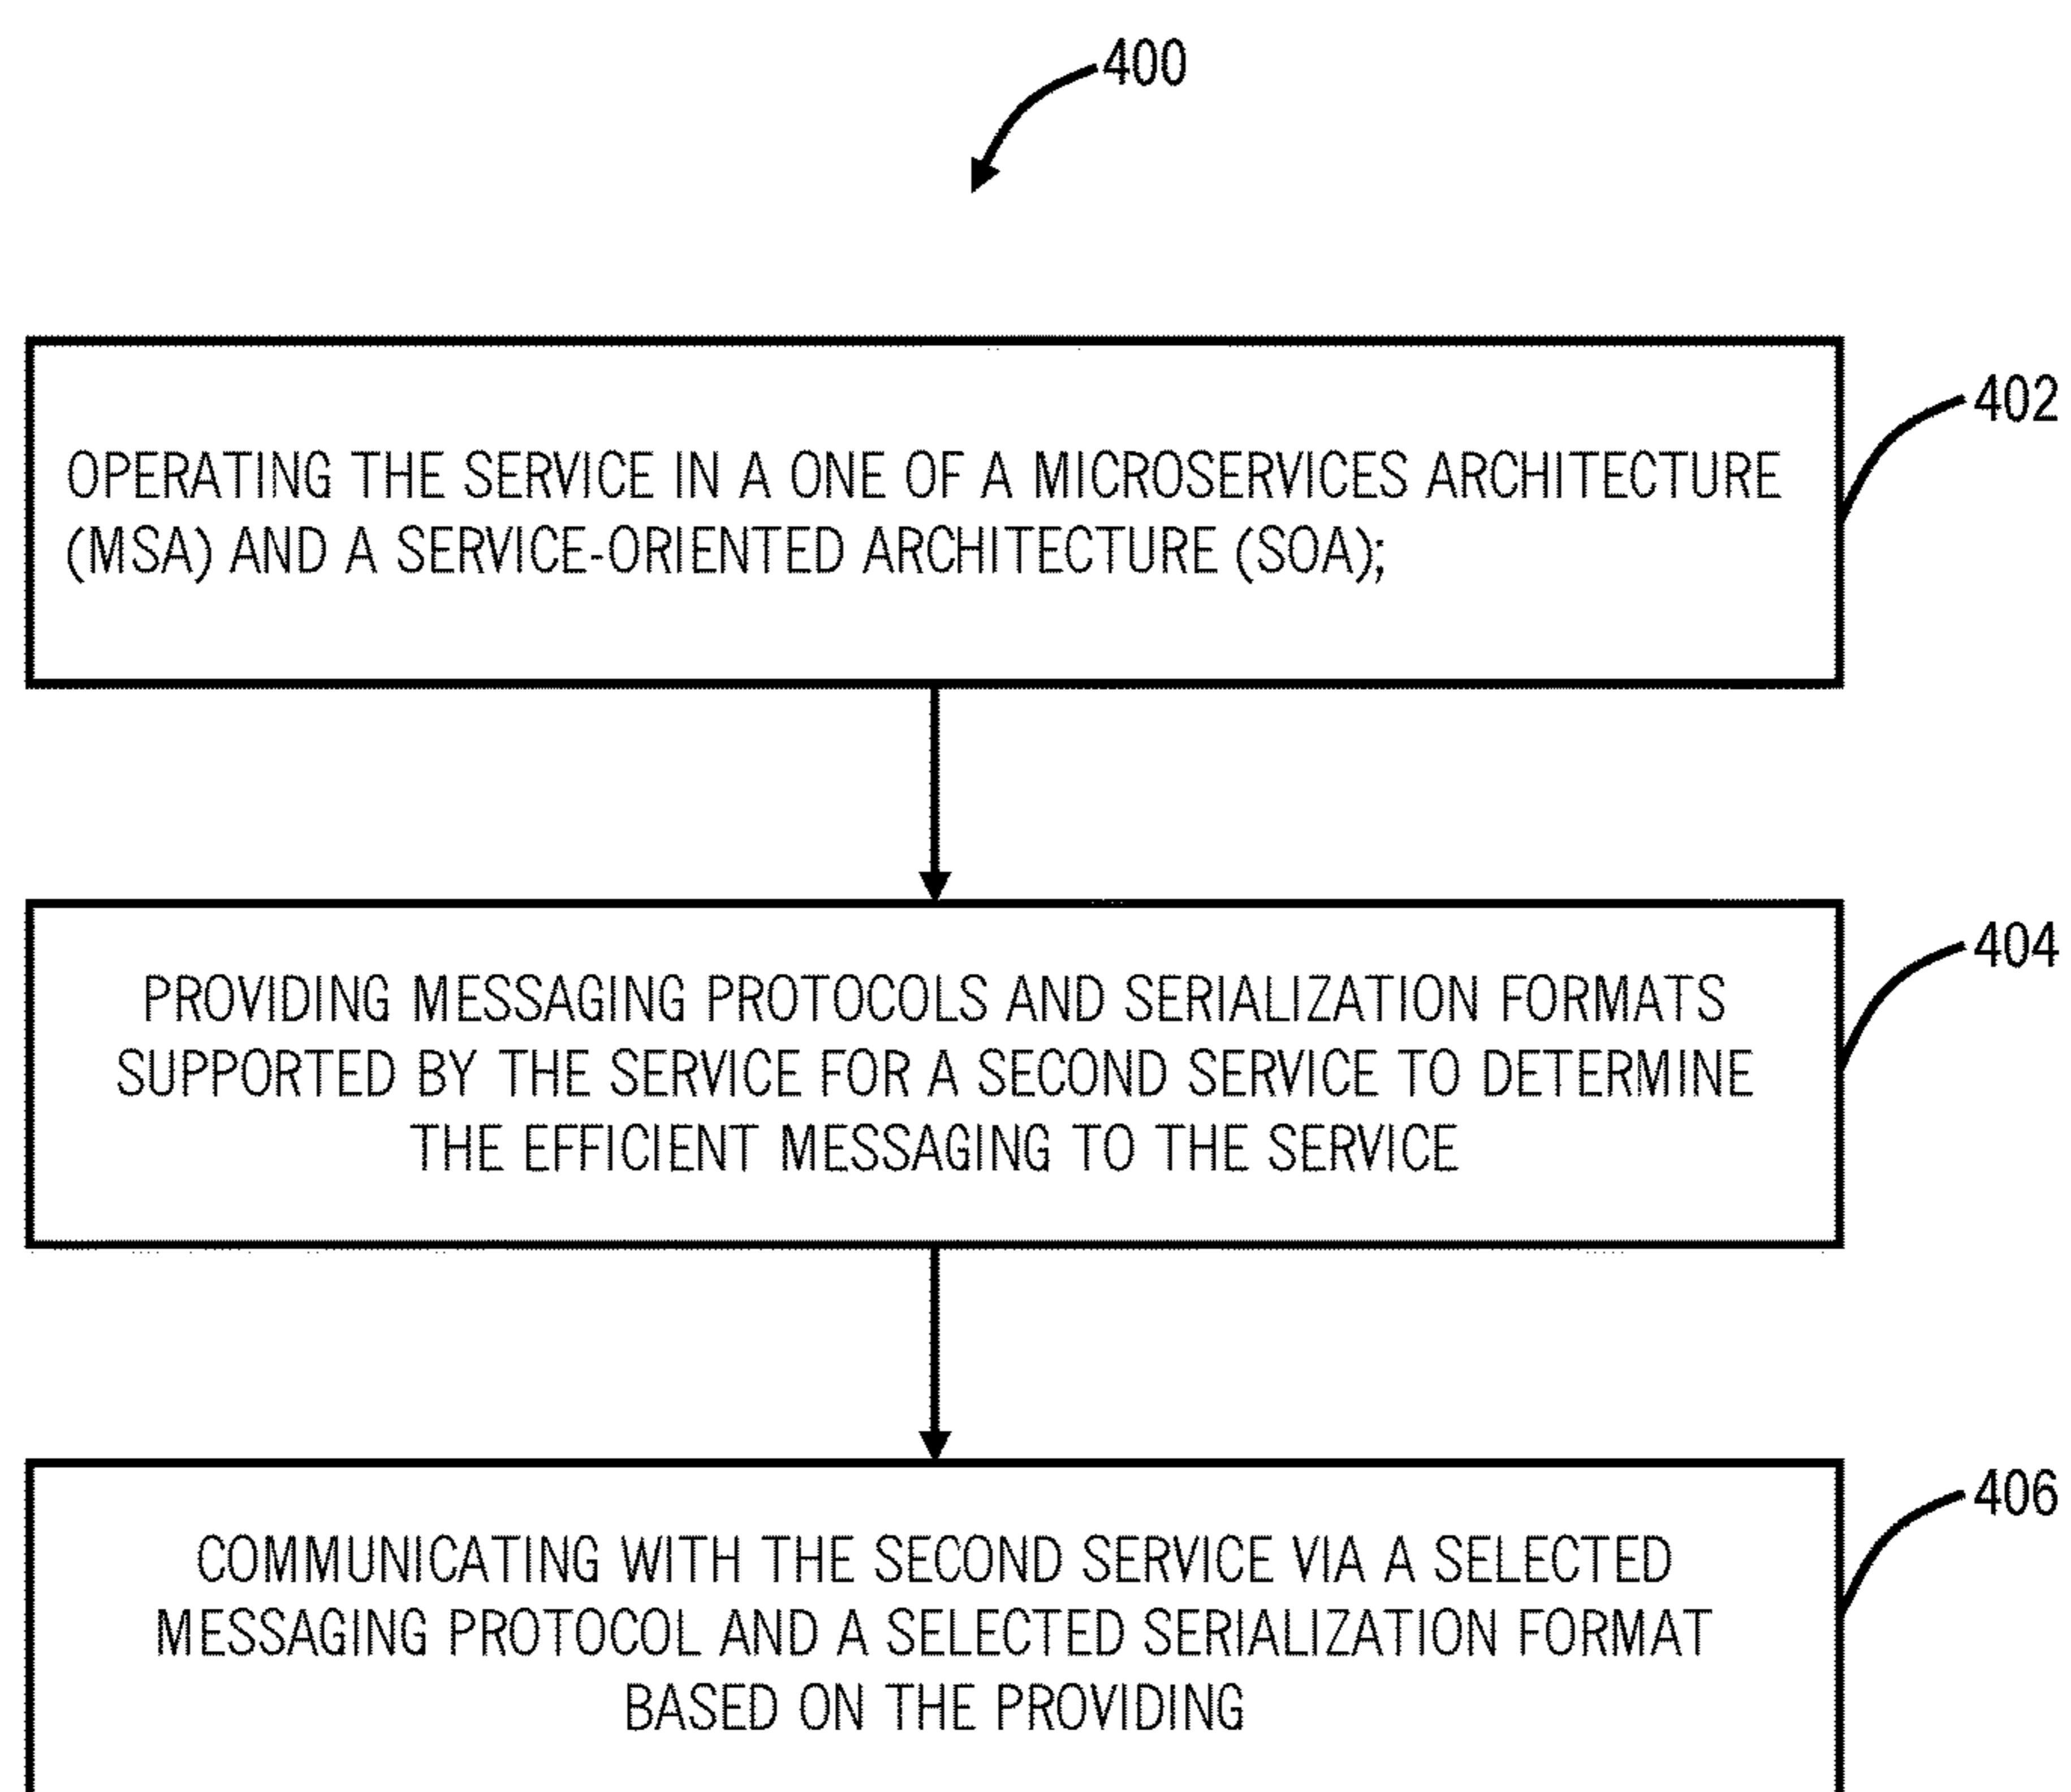 400
402
OPERATING THE SERVICE IN A ONE OF A MICROSERVICES ARCHITECTURE
(MSA) AND A SERVICE-ORIENTED ARCHITECTURE (SOA);
404
PROVIDING MESSAGING PROTOCOLS AND SERIALIZATION FORMATS
SUPPORTED BY THE SERVICE FOR A SECOND SERVICE TO DETERMINE
THE EFFICIENT MESSAGING TO THE SERVICE
406
COMMUNICATING WITH THE SECOND SERVICE VIA A SELECTED
MESSAGING PROTOCOL AND A SELECTED SERIALIZATION FORMAT
BASED ON THE PROVIDING